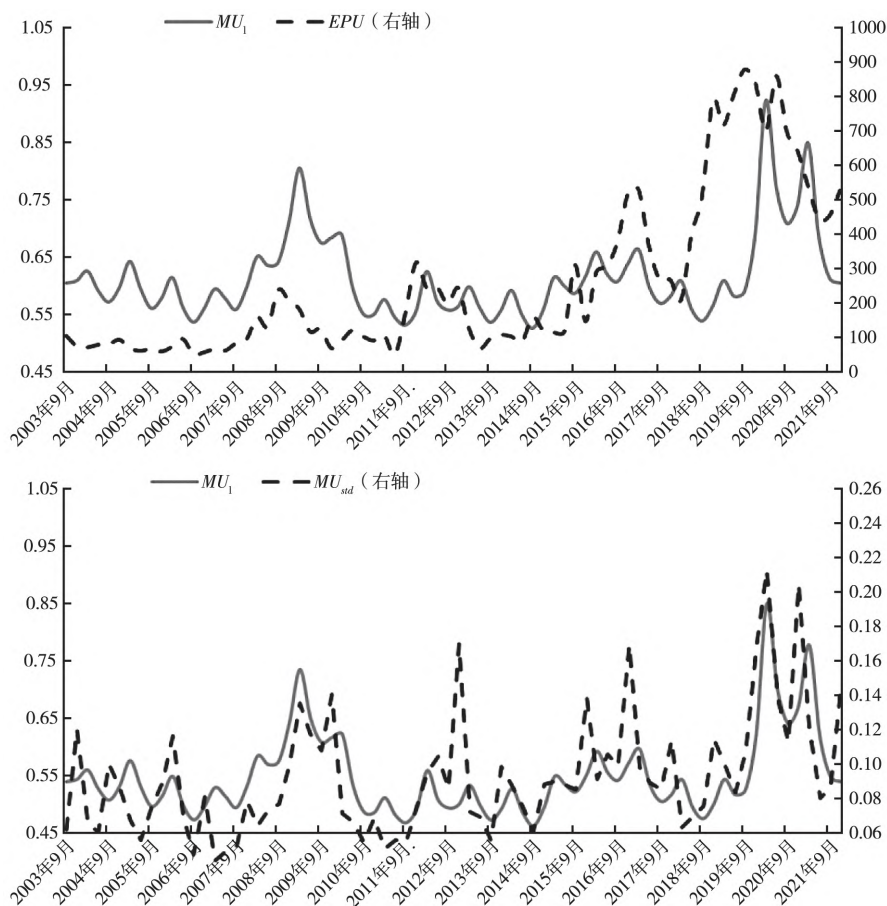 MU₁ EPU（右轴）
1.05
0.95
0.85
0.75
0.65
0.55
0.45
1000
900
800
700
600
500
400
300
200
100
0
2003年9月
2004年9月
2005年9月
2006年9月
2007年9月
2008年9月
2009年9月
2010年9月
2011年9月.
2012年9月
2013年9月
2014年9月
2015年9月
2016年9月
2017年9月
2018年9月
2019年9月
2020年9月
2021年9月
MU₁ MUstd（右轴）
1.05
0.95
0.85
0.75
0.65
0.55
0.45
0.26
0.24
0.22
0.20
0.18
0.16
0.14
0.12
0.10
0.08
0.06
2003年9月
2004年9月
2005年9月
2006年9月
2007年9月
2008年9月
2009年9月
2010年9月
2011年9月.
2012年9月
2013年9月
2014年9月
2015年9月
2016年9月
2017年9月
2018年9月
2019年9月
2020年9月
2021年9月